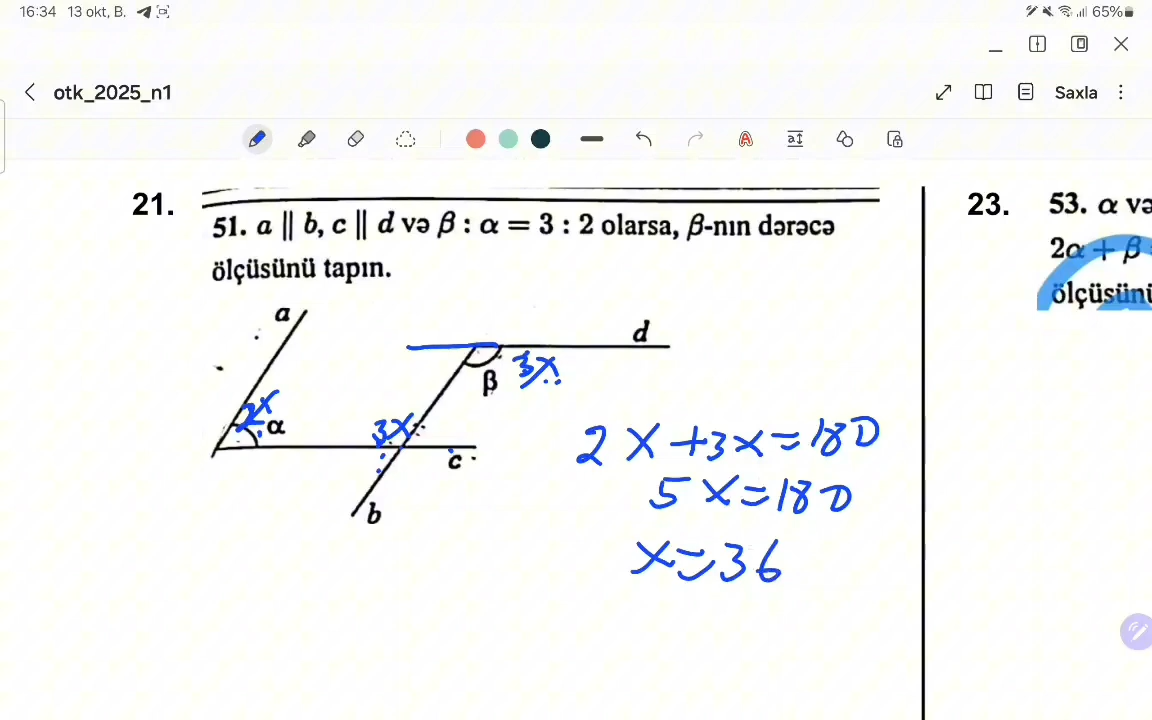 16:34 13 okt, B. 65%
otk_2025_n1
Saxla
21.
51. a || b, c || d və β : α = 3 : 2 olarsa, β-nın dərəcə
ölçüsünü tapın.
a
d
β 3x
2x α
3x
c
b
2x+3x=180
5x=180
x=36
23.
53. α və
2α + β
ölçüsünü